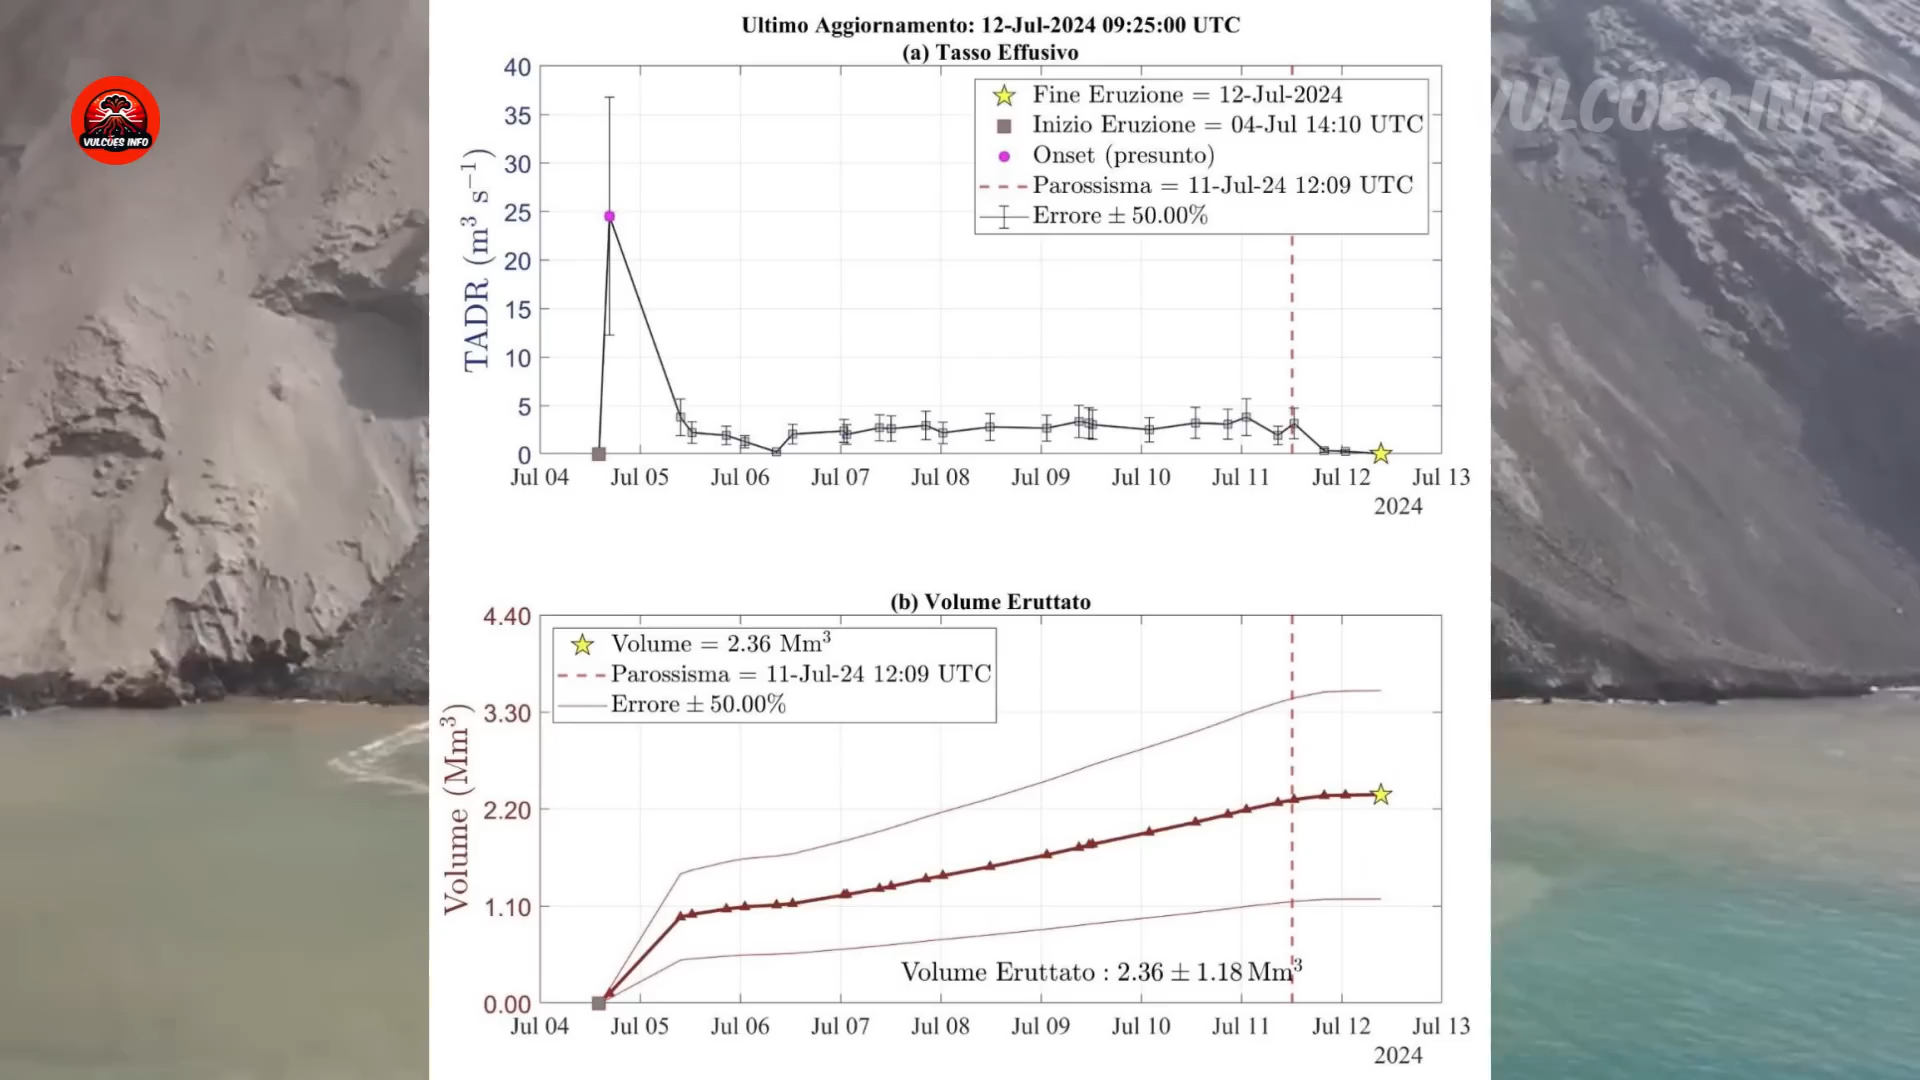 Ultimo Aggiornamento: 12-Jul-2024 09:25:00 UTC
(a) Tasso Effusivo
VULCÕES INFO
VULCÕES INFO
Fine Eruzione = 12-Jul-2024
Inizio Eruzione = 04-Jul 14:10 UTC
Onset (presunto)
Parossisma = 11-Jul-24 12:09 UTC
Errore ± 50.00%
TADR (m³ s⁻¹)
40
35
30
25
20
15
10
5
0
Jul 04 Jul 05 Jul 06 Jul 07 Jul 08 Jul 09 Jul 10 Jul 11 Jul 12 Jul 13
2024
(b) Volume Eruttato
Volume = 2.36 Mm³
Parossisma = 11-Jul-24 12:09 UTC
Errore ± 50.00%
Volume (Mm³)
4.40
3.30
2.20
1.10
0.00
Volume Eruttato : 2.36 ± 1.18 Mm³
Jul 04 Jul 05 Jul 06 Jul 07 Jul 08 Jul 09 Jul 10 Jul 11 Jul 12 Jul 13
2024